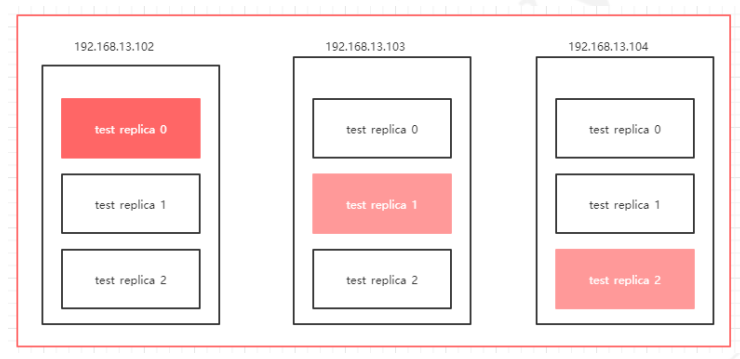 192.168.13.102
192.168.13.103
192.168.13.104
test replica 0
test replica 0
test replica 0
test replica 1
test replica 1
test replica 1
test replica 2
test replica 2
test replica 2